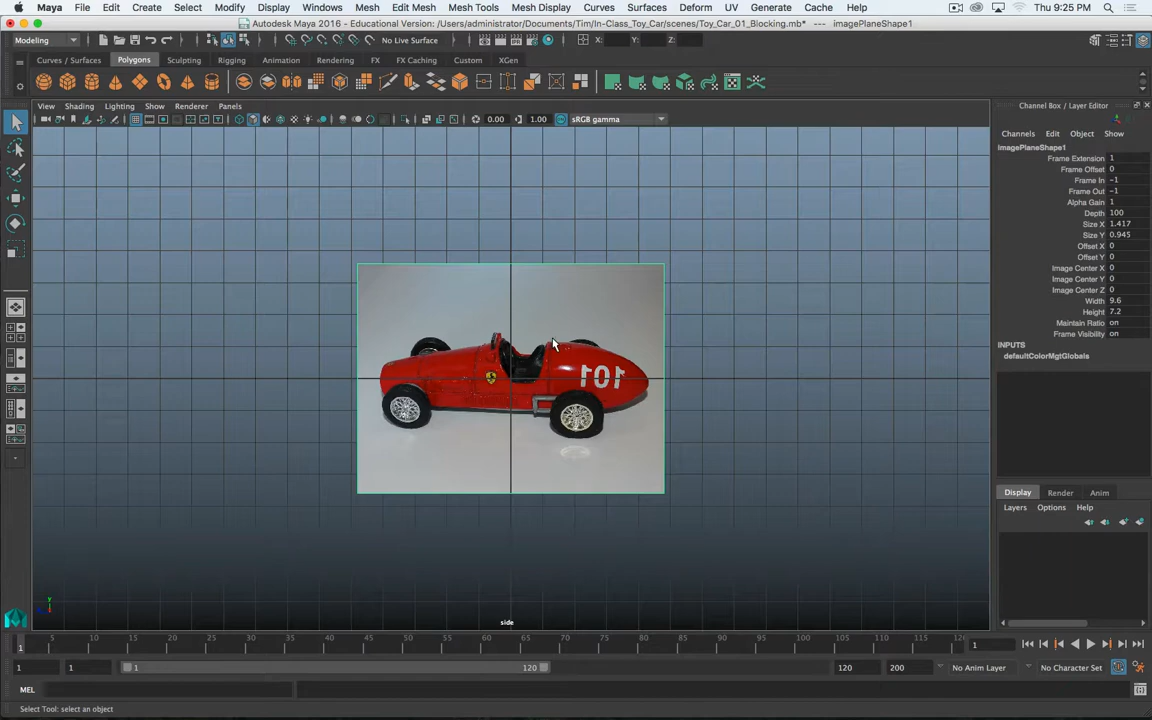 Maya File Edit Create Select Modify Display Windows Mesh Edit Mesh Mesh Tools Mesh Display Curves Surfaces Deform UV Generate Cache Help Thu 9:25 PM
Autodesk Maya 2016 - Educational Version: /Users/administrator/Documents/Tim/In-Class_Toy_Car/scenes/Toy_Car_01_Blocking.mb* --- imagePlaneShape1
Modeling No Live Surface X: Y: Z:
Curves / Surfaces Polygons Sculpting Rigging Animation Rendering FX FX Caching Custom XGen
View Shading Lighting Show Renderer Panels
0.00 1.00 sRGB gamma
Channel Box / Layer Editor
Channels Edit Object Show
ImagePlaneShape1
Frame Extension 1
Frame Offset 0
Frame In -1
Frame Out -1
Alpha Gain 1
Depth 100
Size X 1.417
Size Y 0.945
Offset X 0
Offset Y 0
Image Center X 0
Image Center Y 0
Image Center Z 0
Width 9.6
Height 7.2
Maintain Ratio on
Frame Visibility on
INPUTS
defaultColorMgtGlobals
101
side
Display Render Anim
Layers Options Help
1 5 10 15 20 25 30 35 40 45 50 55 60 65 70 75 80 85 90 95 100 105 110 115 12 1
1 1 1 120 120 200 No Anim Layer No Character Set
MEL
Select Tool: select an object